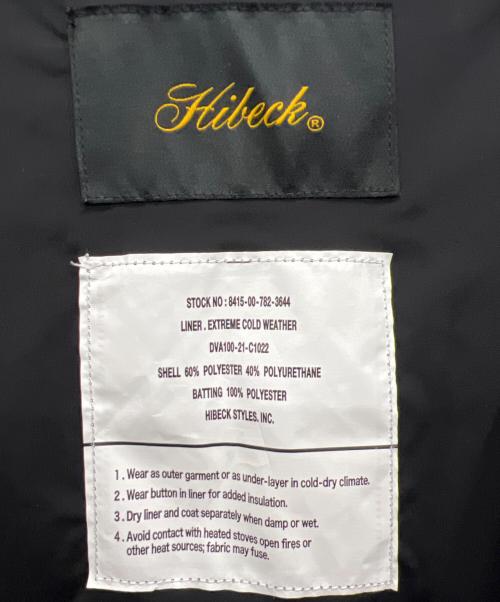 Hibeck®
STOCK NO : 8415-00-782-3644
LINER . EXTREME COLD WEATHER
DVA100-21-C1022
SHELL 60% POLYESTER 40% POLYURETHANE
BATTING 100% POLYESTER
HIBECK STYLES. INC.
1 . Wear as outer garment or as under-layer in cold-dry climate.
2 . Wear button in liner for added insulation.
3 . Dry liner and coat separately when damp or wet.
4 . Avoid contact with heated stoves open fires or
other heat sources; fabric may fuse.